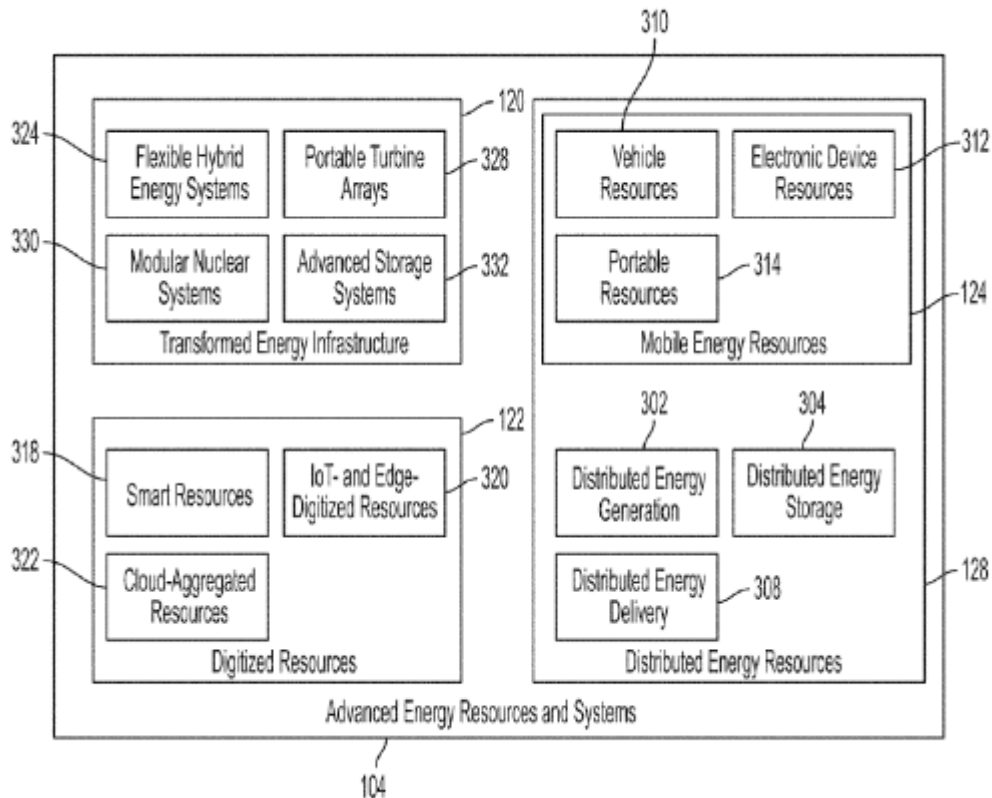 310
120
324
Flexible Hybrid
Energy Systems
Portable Turbine
Arrays
328
Vehicle
Resources
Electronic Device
Resources
312
330
Modular Nuclear
Systems
Advanced Storage
Systems
332
Portable
Resources
314
124
Transformed Energy Infrastructure
Mobile Energy Resources
122
302
304
318
Smart Resources
IoT- and Edge-
Digitized Resources
320
Distributed Energy
Generation
Distributed Energy
Storage
322
Cloud-Aggregated
Resources
Distributed Energy
Delivery
308
128
Digitized Resources
Distributed Energy Resources
Advanced Energy Resources and Systems
104